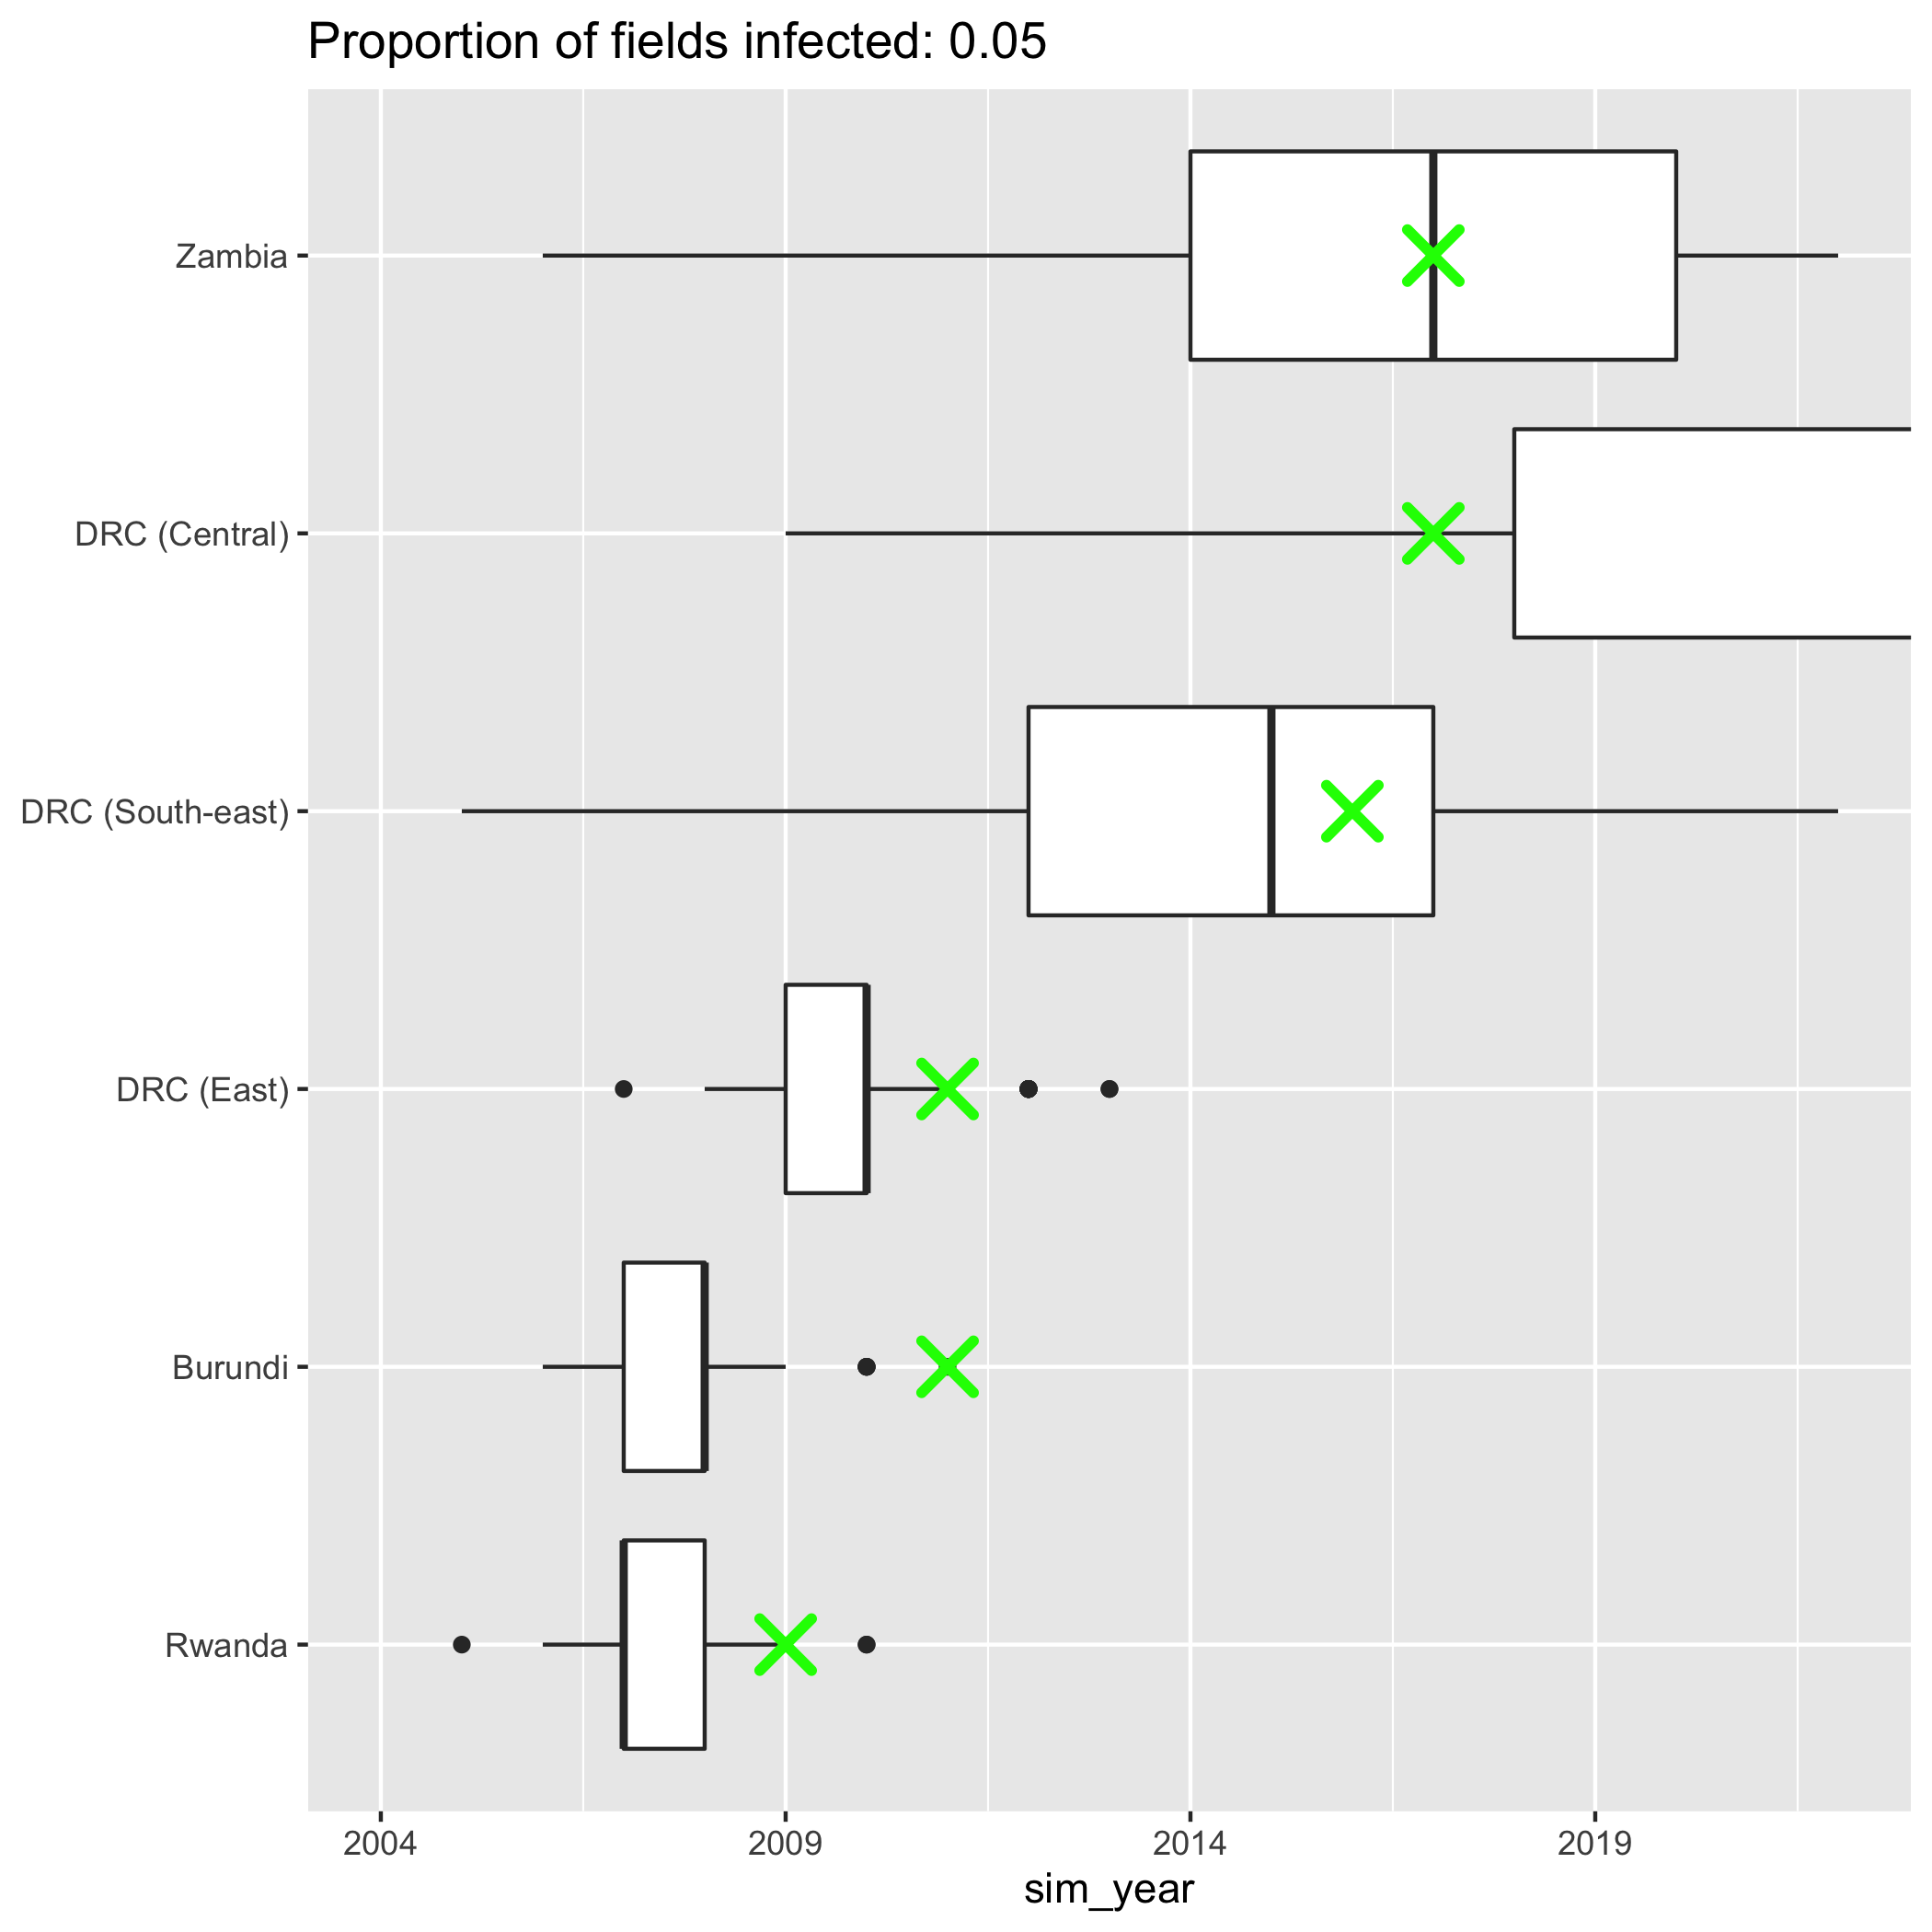 Proportion of fields infected: 0.05
Zambia
DRC (Central)
DRC (South-east)
DRC (East)
Burundi
Rwanda
2004 2009 2014 2019
sim_year